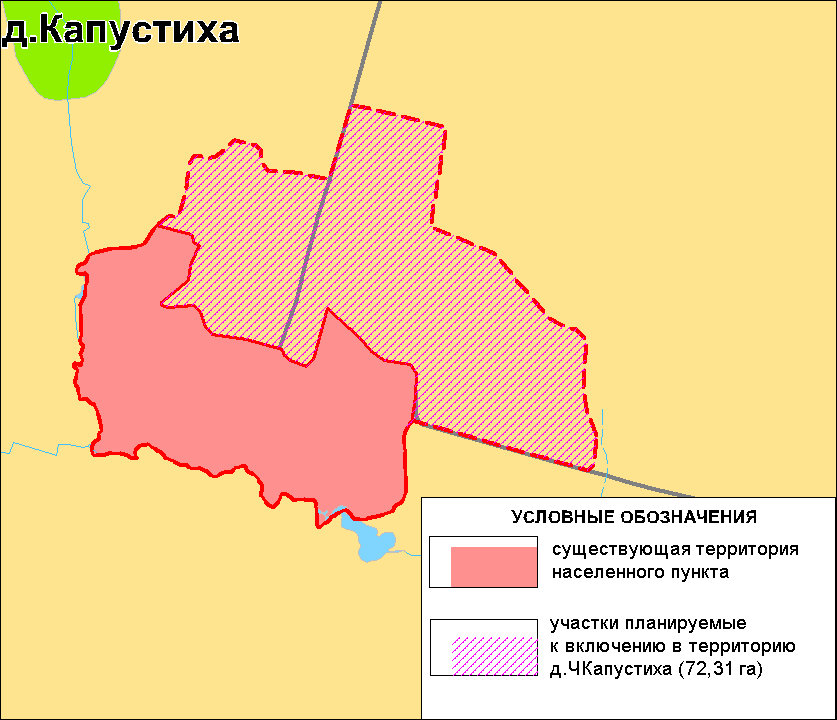 д.Капустиха
УСЛОВНЫЕ ОБОЗНАЧЕНИЯ
существующая территория
населенного пункта
участки планируемые
к включению в территорию
д.ЧКапустиха (72,31 га)